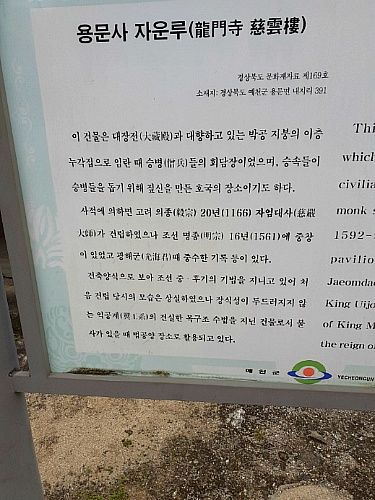 용문사 자운루(龍門寺 慈雲樓)
경상북도 문화재자료 제169호
소재지: 경상북도 예천군 용문면 내지리 391
이 건물은 대장전(大藏殿)과 대향하고 있는 박공 지붕의 이층
누각집으로 임란 때 승병(僧兵)들의 회담장이었으며, 승속들이
승병들을 돕기 위해 짚신을 만든 호국의 장소이기도 하다.
사적에 의하면 고려 의종(毅宗) 20년(1166) 자엄대사(慈嚴
大師)가 건립하였으나 조선 명종(明宗) 16년(1561)에 중창
이 있었고 광해군(光海君)때 중수한 기록 등이 있다.
건축양식으로 보아 조선 중·후기의 기법을 지니고 있어 처
음 건립 당시의 모습은 상실하였으나 장식성이 두드러지지 않
는 익공계(翼工系)의 건실한 목구조 수법을 지닌 건물로서 불
사가 있을 때 법공양 장소로 활용되고 있다.
Thi
which
civilia
monk s
1592-
pavilio
Jaeomdae
King Uijo
of King M
the reign o
예천군
YECHEONGUN